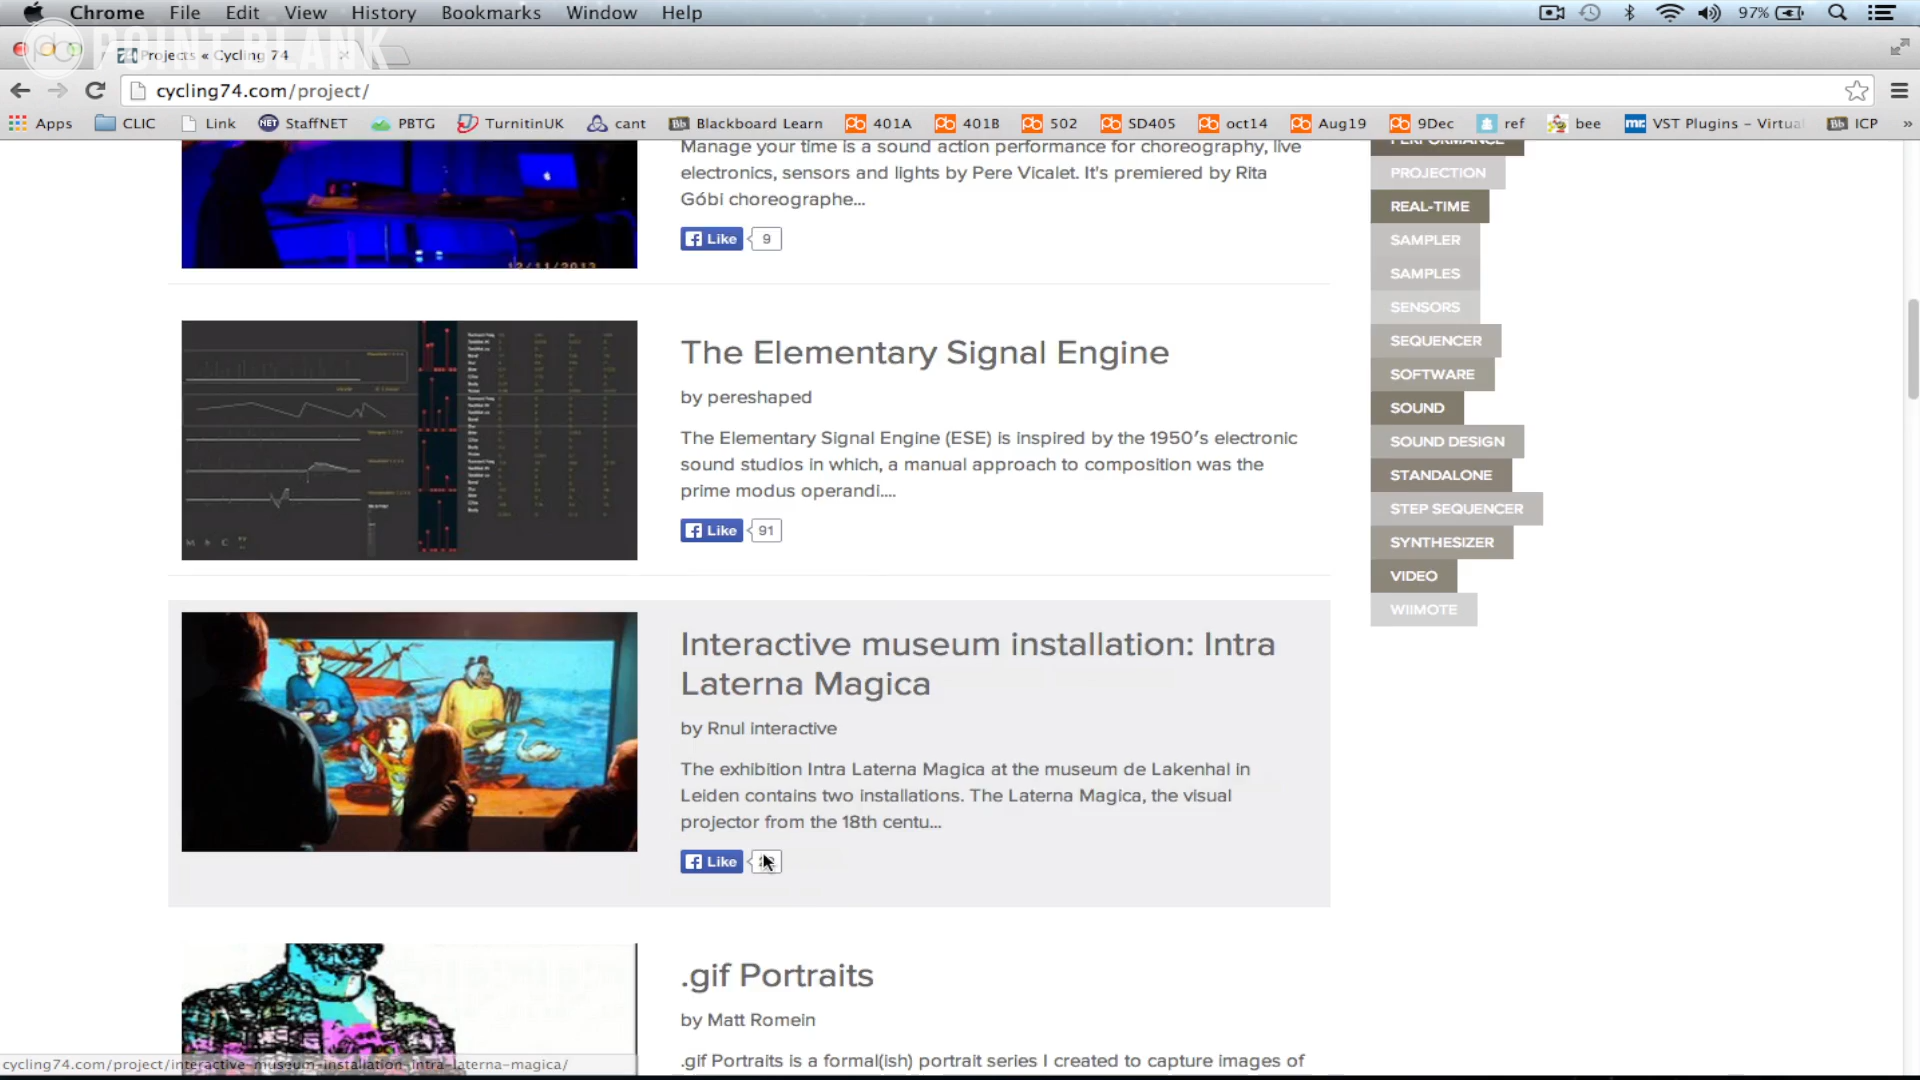 Chrome File Edit View History Bookmarks Window Help 97%
POINT BLANK
Projects « Cycling 74
cycling74.com/project/
Apps CLIC Link StaffNET PBTG TurnitinUK cant Blackboard Learn 401A 401B 502 SD405 oct14 Aug19 9Dec ref bee VST Plugins - Virtua ICP »
Manage your time is a sound action performance for choreography, live
electronics, sensors and lights by Pere Vicalet. It's premiered by Rita
Góbi choreographe...
Like 9
12/11/2013
The Elementary Signal Engine
by pereshaped
The Elementary Signal Engine (ESE) is inspired by the 1950′s electronic
sound studios in which, a manual approach to composition was the
prime modus operandi....
Like 91
Interactive museum installation: Intra
Laterna Magica
by Rnul interactive
The exhibition Intra Laterna Magica at the museum de Lakenhal in
Leiden contains two installations. The Laterna Magica, the visual
projector from the 18th centu...
Like
.gif Portraits
by Matt Romein
.gif Portraits is a formal(ish) portrait series I created to capture images of
PERFORMANCE
PROJECTION
REAL-TIME
SAMPLER
SAMPLES
SENSORS
SEQUENCER
SOFTWARE
SOUND
SOUND DESIGN
STANDALONE
STEP SEQUENCER
SYNTHESIZER
VIDEO
WIIMOTE
cycling74.com/project/interactive-museum-installation-intra-laterna-magica/